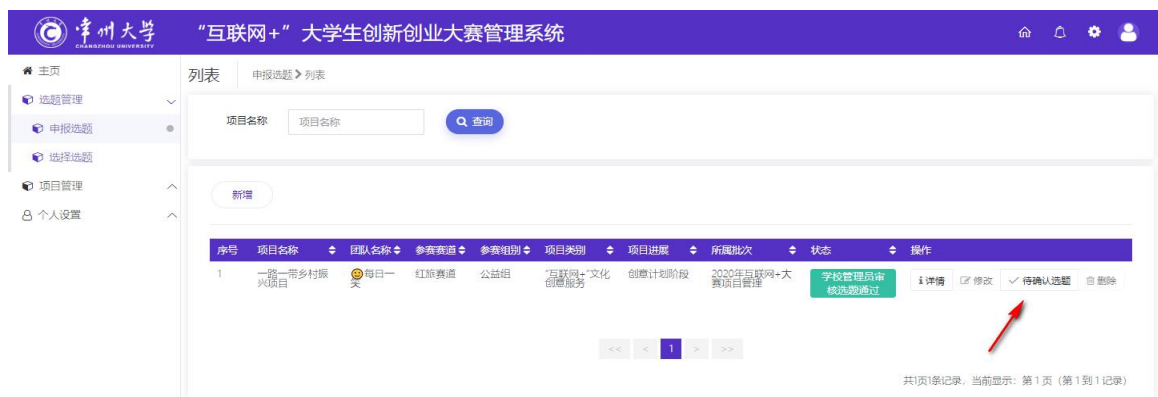 常州大学
CHANGZHOU UNIVERSITY
“互联网+”大学生创新创业大赛管理系统
主页
选题管理
申报选题
选择选题
项目管理
个人设置
列表 申报选题 > 列表
项目名称 项目名称 查询
新增
序号 项目名称 团队名称 参赛赛道 参赛组别 项目类别 项目进展 所属批次 状态 操作
1 一路一带乡村振 每日一 红旅赛道 公益组 “互联网+”文化 创意计划阶段 2020年互联网+大 学校管理员审 详情 修改 待确认选题 删除
兴项目 笑 创意服务 赛项目管理 核选题通过
<< < 1 > >>
共1页1条记录，当前显示：第1页（第1到1记录）